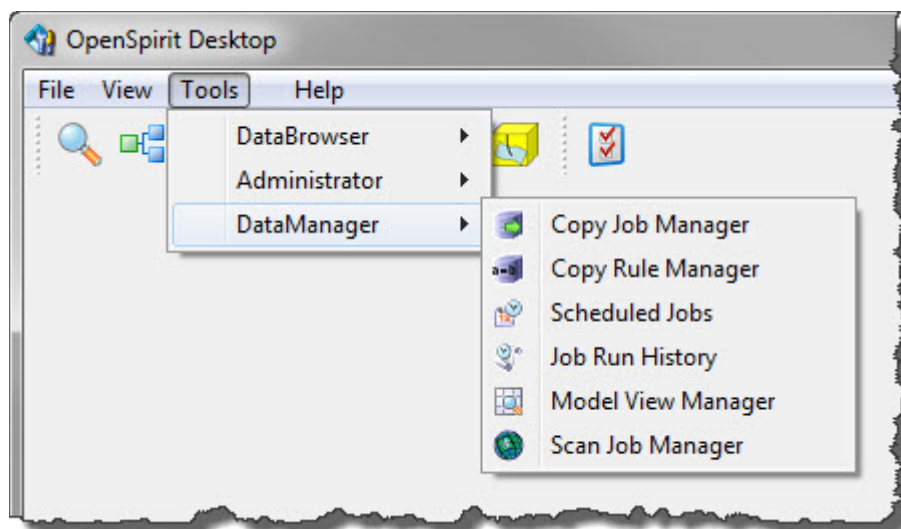 OpenSpirit Desktop
File View Tools Help
DataBrowser
Administrator
DataManager
Copy Job Manager
Copy Rule Manager
Scheduled Jobs
Job Run History
Model View Manager
Scan Job Manager